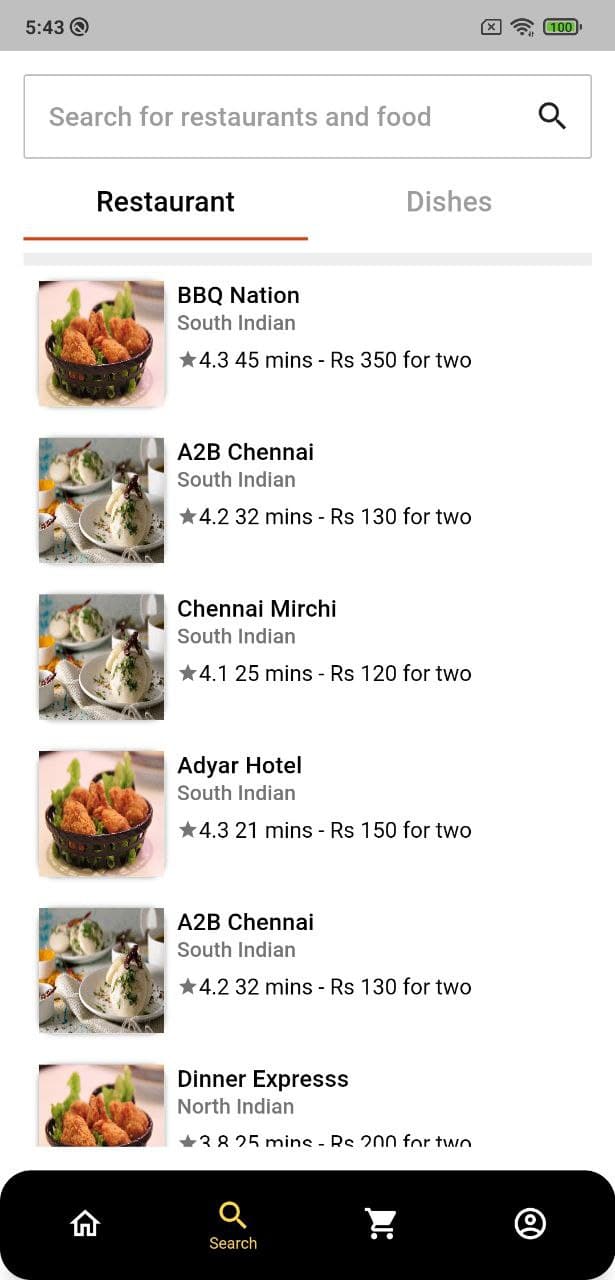 5:43
100
Search for restaurants and food
Restaurant
Dishes
BBQ Nation
South Indian
★4.3 45 mins - Rs 350 for two
A2B Chennai
South Indian
★4.2 32 mins - Rs 130 for two
Chennai Mirchi
South Indian
★4.1 25 mins - Rs 120 for two
Adyar Hotel
South Indian
★4.3 21 mins - Rs 150 for two
A2B Chennai
South Indian
★4.2 32 mins - Rs 130 for two
Dinner Expresss
North Indian
★3.8 25 mins - Rs 200 for two
Search